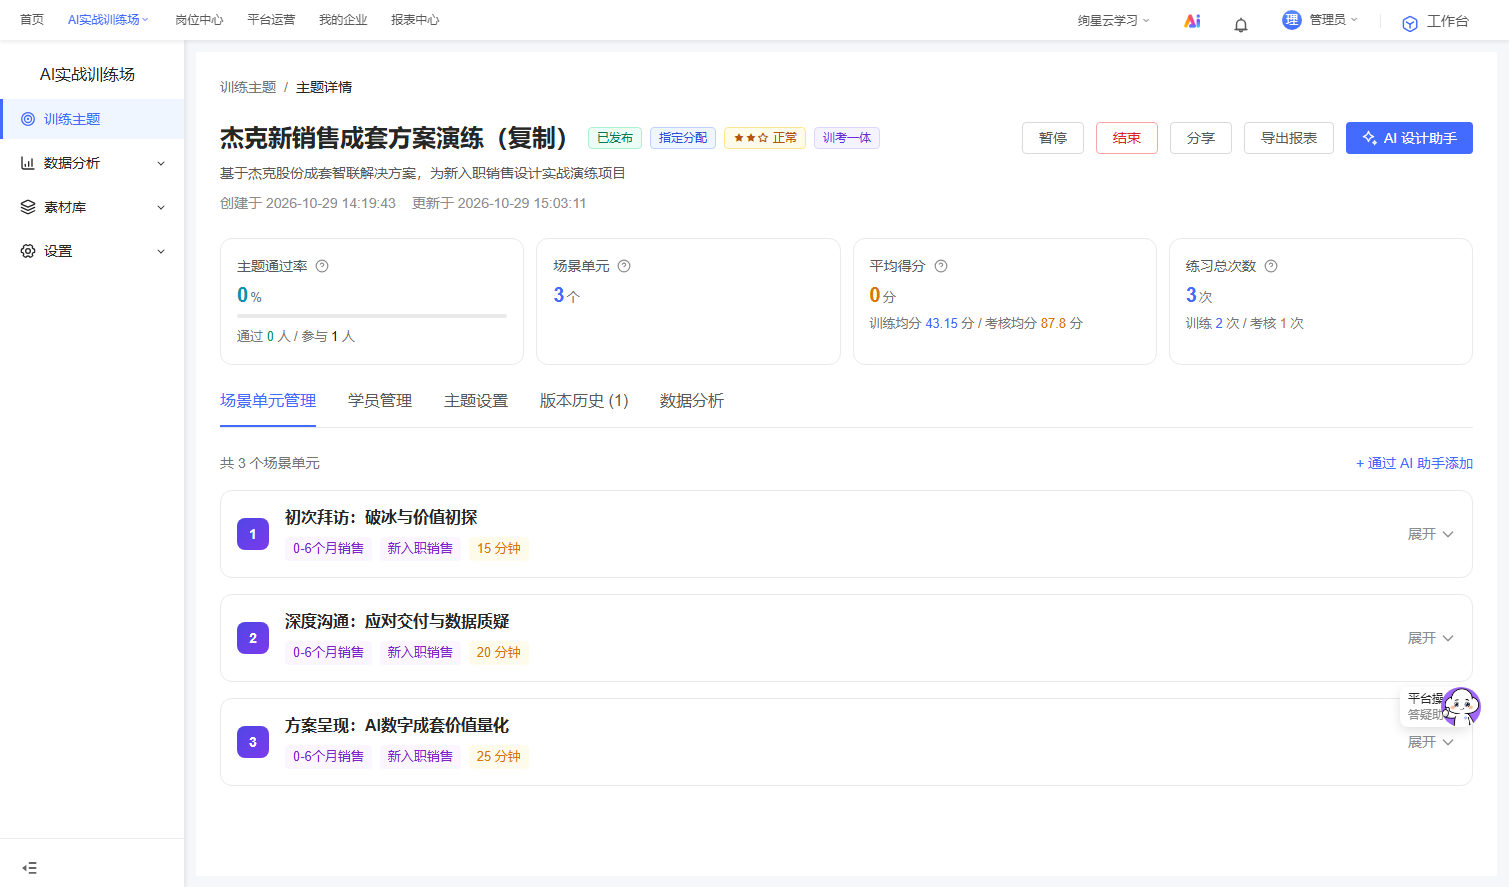 首页 AI实战训练场 岗位中心 平台运营 我的企业 报表中心 绚星云学习 Ai 理 管理员 工作台
AI实战训练场
训练主题
数据分析
素材库
设置
训练主题 / 主题详情
杰克新销售成套方案演练（复制） 已发布 指定分配 ★★☆ 正常 训考一体 暂停 结束 分享 导出报表 AI 设计助手
基于杰克股份成套智联解决方案，为新入职销售设计实战演练项目
创建于 2026-10-29 14:19:43 更新于 2026-10-29 15:03:11
主题通过率
0 %
通过 0 人 / 参与 1 人
场景单元
3 个
平均得分
0 分
训练均分 43.15 分 / 考核均分 87.8 分
练习总次数
3 次
训练 2 次 / 考核 1 次
场景单元管理 学员管理 主题设置 版本历史 (1) 数据分析
共 3 个场景单元 + 通过 AI 助手添加
1
初次拜访：破冰与价值初探
0-6个月销售 新入职销售 15 分钟
展开
2
深度沟通：应对交付与数据质疑
0-6个月销售 新入职销售 20 分钟
展开
3
方案呈现：AI数字成套价值量化
0-6个月销售 新入职销售 25 分钟
展开
平台操
答疑助